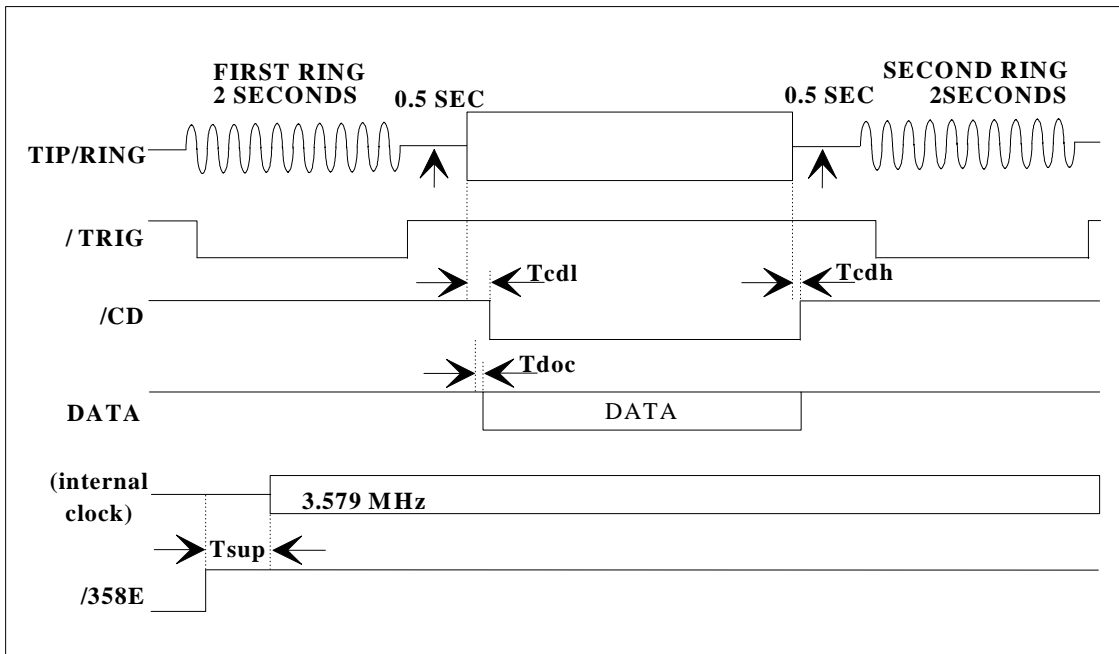 FIRST RING
2 SECONDS
0.5 SEC
0.5 SEC
SECOND RING
2SECONDS
TIP/RING
/ TRIG
Tcdl
Tcdh
/CD
Tdoc
DATA
DATA
(internal
clock)
3.579 MHz
Tsup
/358E